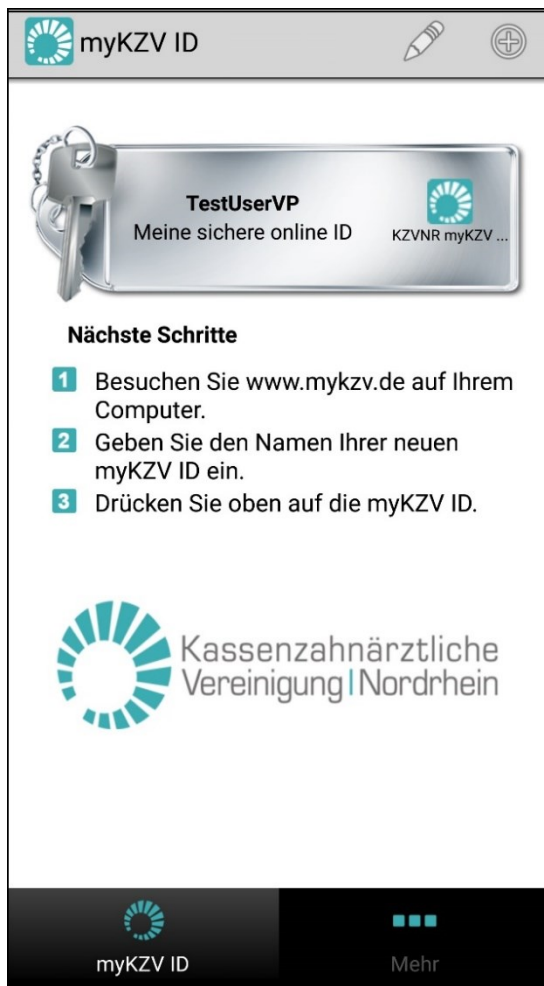 myKZV ID
TestUserVP
Meine sichere online ID
KZVNR myKZV ...
Nächste Schritte
1 Besuchen Sie www.mykzv.de auf Ihrem
Computer.
2 Geben Sie den Namen Ihrer neuen
myKZV ID ein.
3 Drücken Sie oben auf die myKZV ID.
Kassenzahnärztliche
Vereinigung | Nordrhein
myKZV ID
Mehr